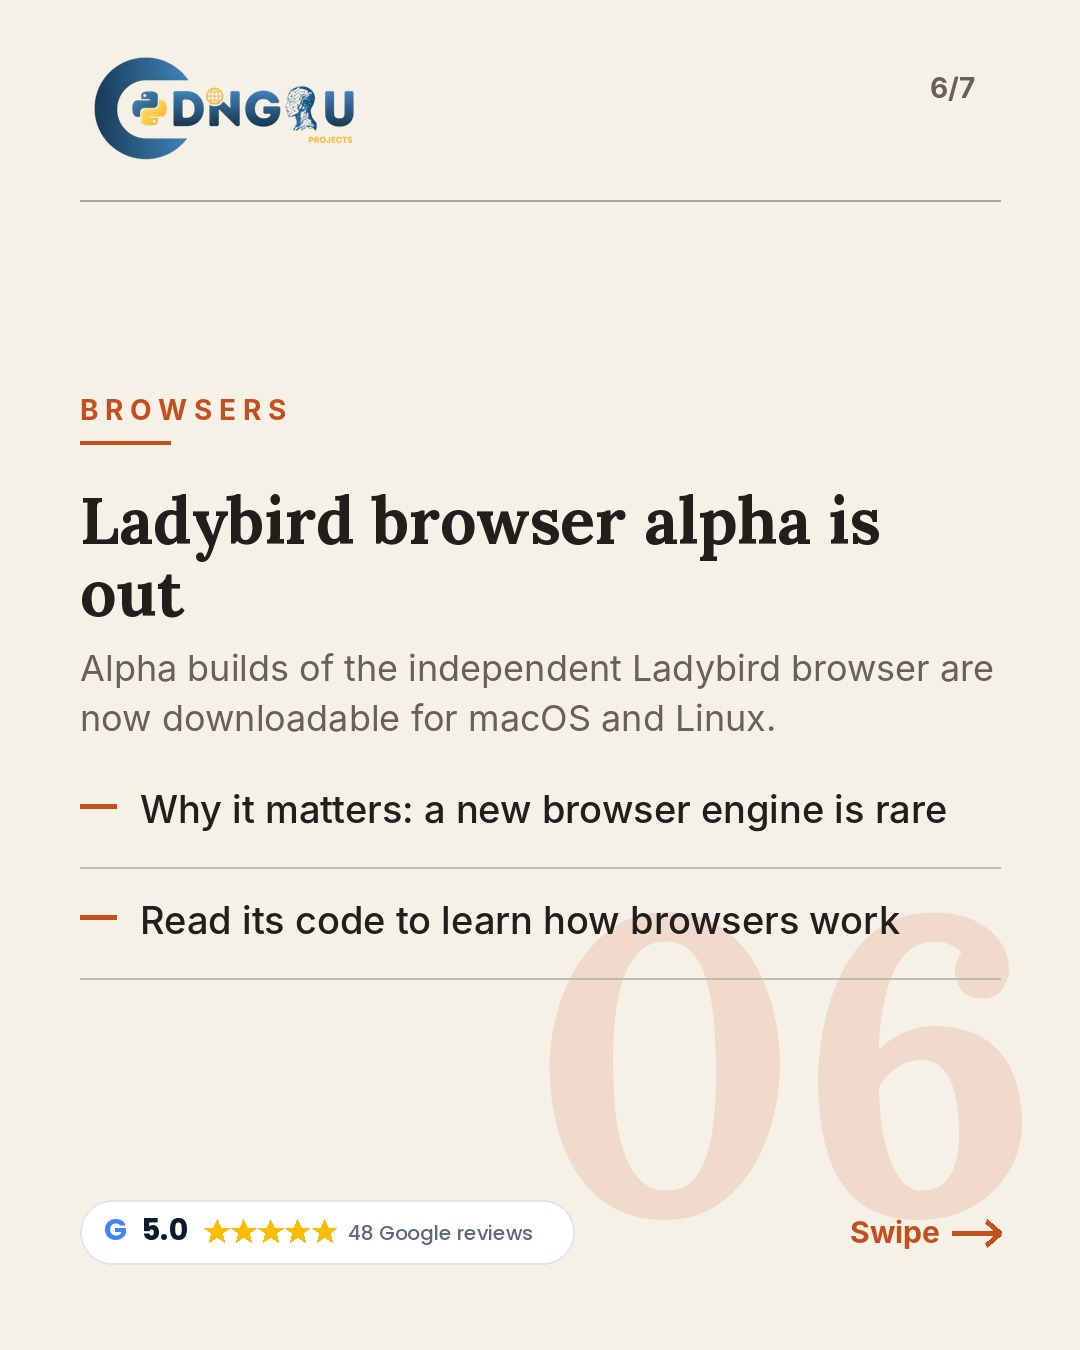 CDNGRU
PROJECTS
6/7
BROWSERS
Ladybird browser alpha is
out
Alpha builds of the independent Ladybird browser are
now downloadable for macOS and Linux.
Why it matters: a new browser engine is rare
Read its code to learn how browsers work
06
G 5.0 ★★★★★ 48 Google reviews
Swipe →